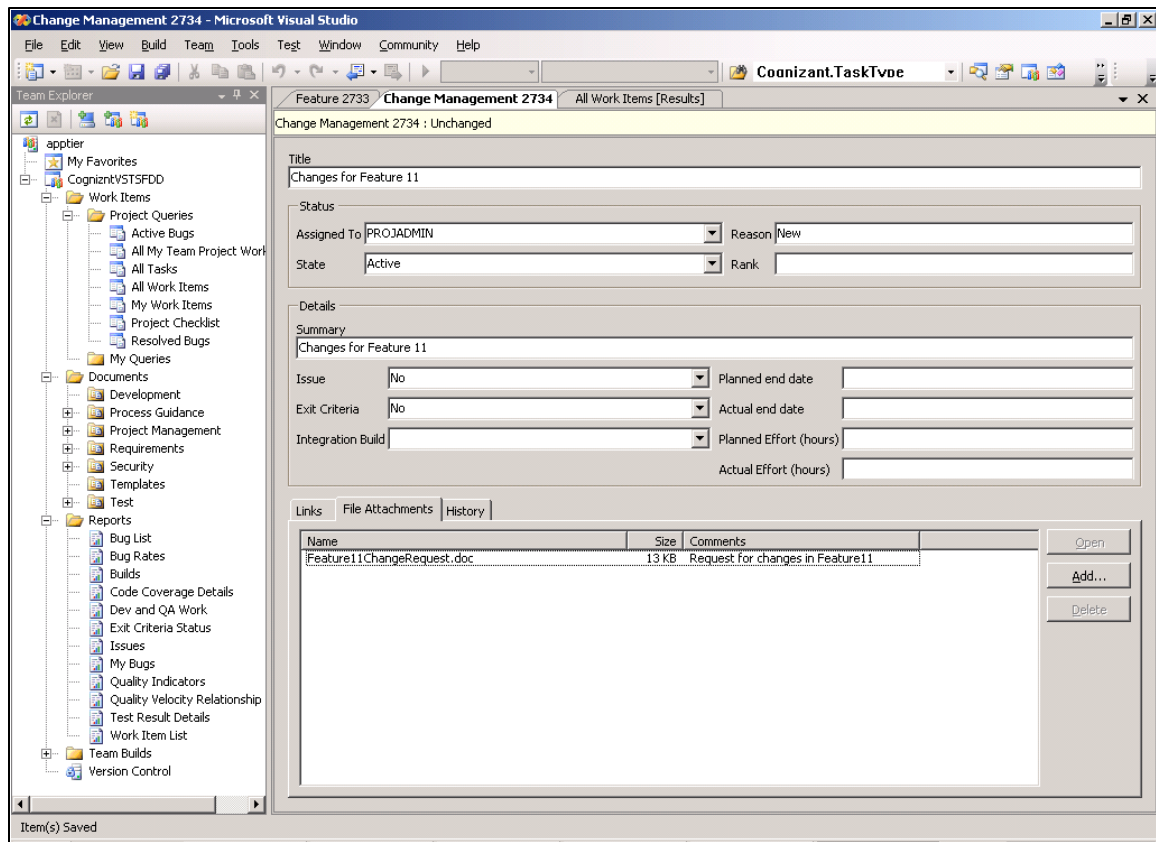 Change Management 2734 - Microsoft Visual Studio
File Edit View Build Team Tools Test Window Community Help
Cognizant.TaskType
Team Explorer
apptier
My Favorites
CognizntVSTSFDD
Work Items
Project Queries
Active Bugs
All My Team Project Work
All Tasks
All Work Items
My Work Items
Project Checklist
Resolved Bugs
My Queries
Documents
Development
Process Guidance
Project Management
Requirements
Security
Templates
Test
Reports
Bug List
Bug Rates
Builds
Code Coverage Details
Dev and QA Work
Exit Criteria Status
Issues
My Bugs
Quality Indicators
Quality Velocity Relationship
Test Result Details
Work Item List
Team Builds
Version Control
Feature 2733 Change Management 2734 All Work Items [Results]
Change Management 2734 : Unchanged
Title
Changes for Feature 11
Status
Assigned To PROJADMIN Reason New
State Active Rank
Details
Summary
Changes for Feature 11
Issue No Planned end date
Exit Criteria No Actual end date
Integration Build Planned Effort (hours)
Actual Effort (hours)
Links File Attachments History
Name Size Comments
Feature11ChangeRequest.doc 13 KB Request for changes in Feature11
Open
Add...
Delete
Item(s) Saved